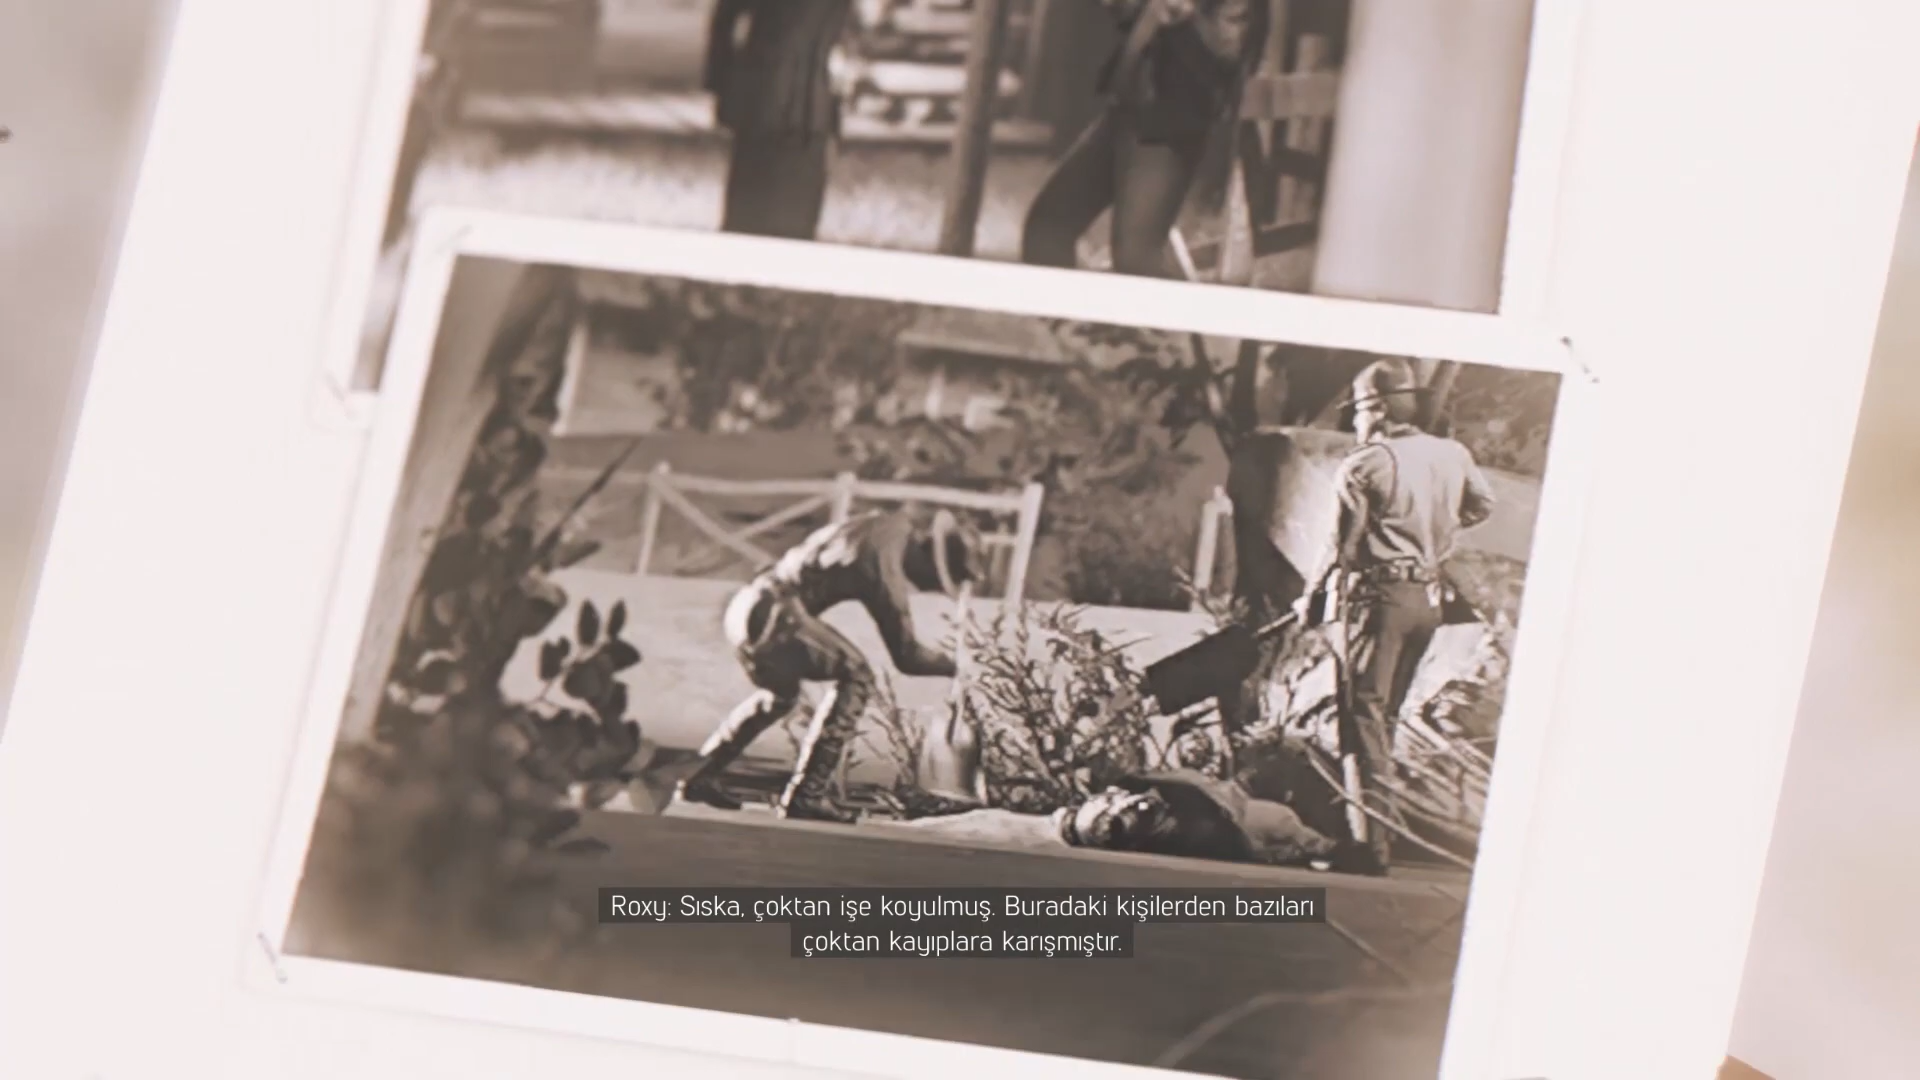 Roxy: Sıska, çoktan işe koyulmuş. Buradaki kişilerden bazıları
çoktan kayıplara karışmıştır.